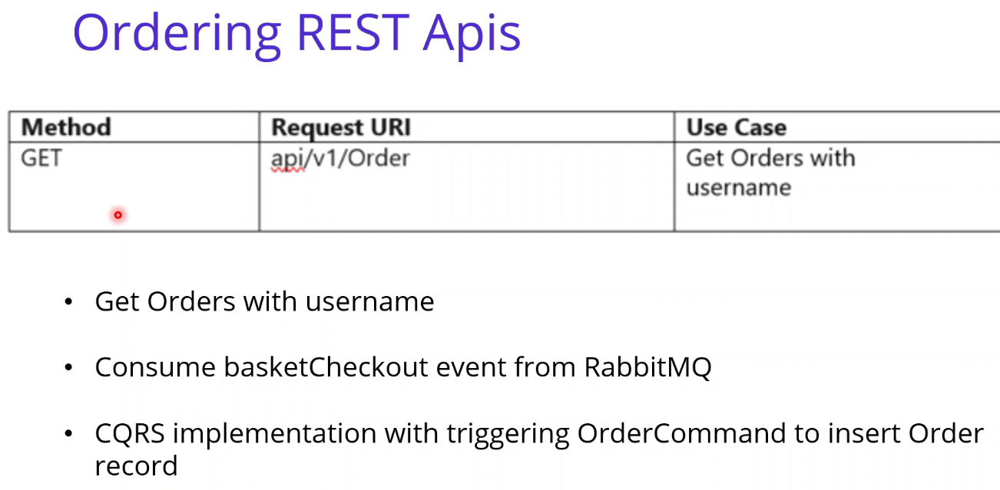 Ordering REST Apis
Method Request URI Use Case
GET api/v1/Order Get Orders with
username
• Get Orders with username
• Consume basketCheckout event from RabbitMQ
• CQRS implementation with triggering OrderCommand to insert Order
record